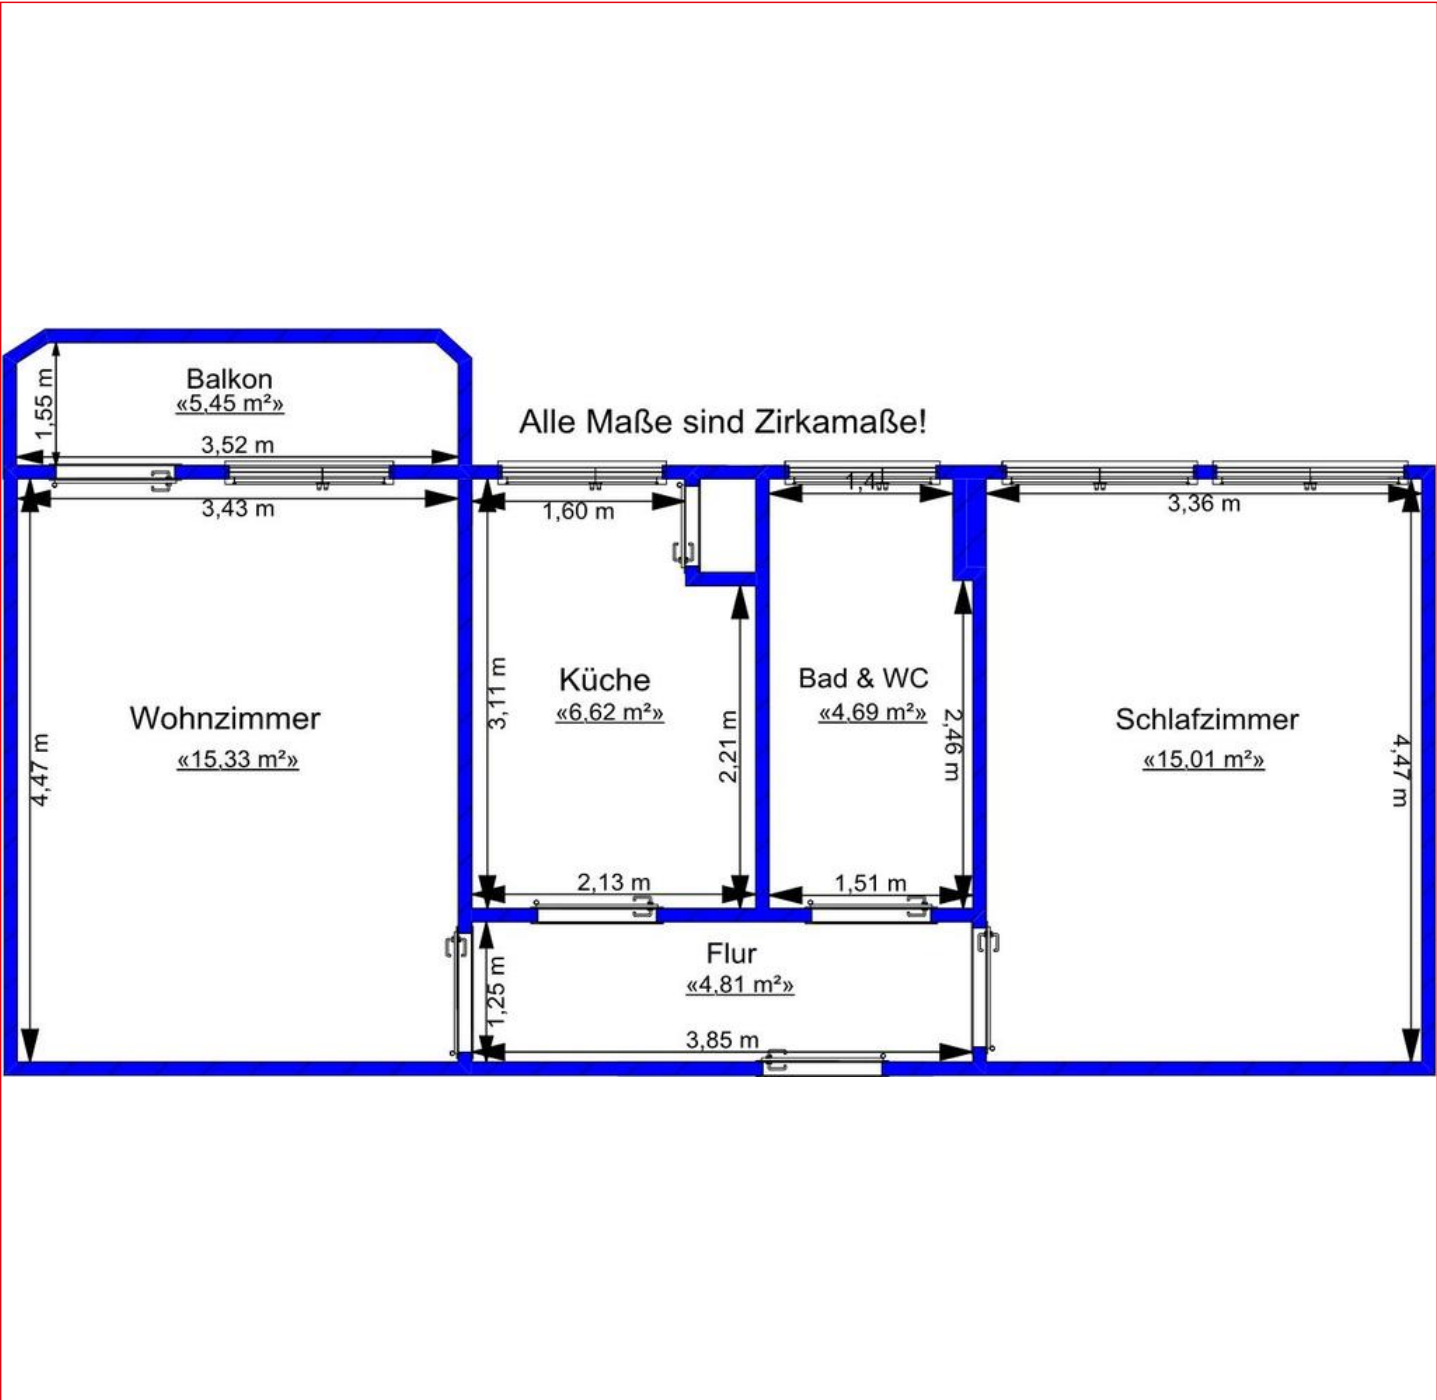 Balkon
«5,45 m²»
1,55 m
3,52 m
Alle Maße sind Zirkamaße!
3,43 m
1,60 m
3,36 m
Wohnzimmer
«15,33 m²»
4,47 m
3,11 m
Küche
«6,62 m²»
2,21 m
2,13 m
Bad & WC
«4,69 m²»
2,46 m
1,51 m
Schlafzimmer
«15,01 m²»
4,47 m
Flur
«4,81 m²»
1,25 m
3,85 m